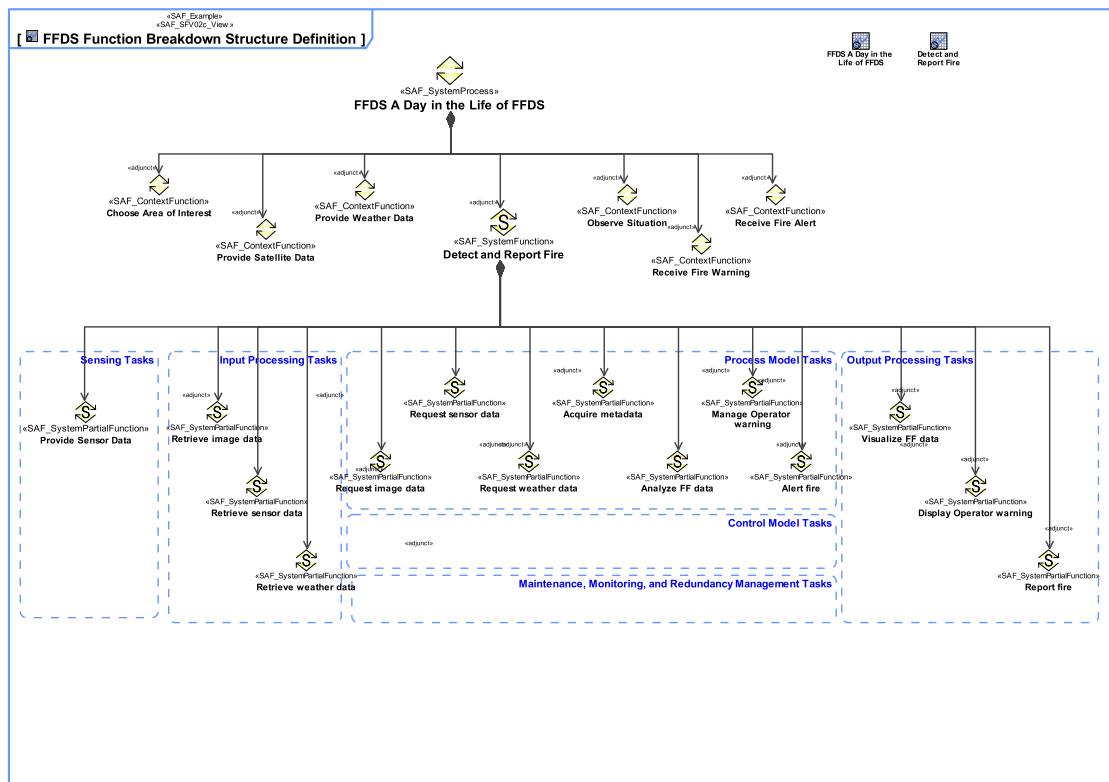 «SAF_Example»
«SAF_SFV02c_View »
[ FFDS Function Breakdown Structure Definition ]
FFDS A Day in the
Life of FFDS
Detect and
Report Fire
«SAF_SystemProcess»
FFDS A Day in the Life of FFDS
«adjunct»
«SAF_ContextFunction»
Choose Area of Interest
«adjunct»
«SAF_ContextFunction»
Provide Satellite Data
«adjunct»
«SAF_ContextFunction»
Provide Weather Data
«adjunct»
«SAF_SystemFunction»
Detect and Report Fire
«adjunct»
«SAF_ContextFunction»
Observe Situation
«adjunct»
«SAF_ContextFunction»
Receive Fire Warning
«adjunct»
«SAF_ContextFunction»
Receive Fire Alert
Sensing Tasks
«adjunct»
«SAF_SystemPartialFunction»
Provide Sensor Data
Input Processing Tasks
«adjunct»
«SAF_SystemPartialFunction»
Retrieve image data
«SAF_SystemPartialFunction»
Retrieve sensor data
«adjunct»
«SAF_SystemPartialFunction»
Retrieve weather data
Process Model Tasks
«SAF_SystemPartialFunction»
Request sensor data
«adjunct»
«SAF_SystemPartialFunction»
Acquire metadata
«adjunct»
«adjunct»
«SAF_SystemPartialFunction»
Manage Operator
warning
«adjunct»
«SAF_SystemPartialFunction»
Request image data
«adjunct»
«adjunct»
«SAF_SystemPartialFunction»
Request weather data
«SAF_SystemPartialFunction»
Analyze FF data
«adjunct»
«SAF_SystemPartialFunction»
Alert fire
Control Model Tasks
«adjunct»
Maintenance, Monitoring, and Redundancy Management Tasks
Output Processing Tasks
«adjunct»
«SAF_SystemPartialFunction»
Visualize FF data
«adjunct»
«adjunct»
«SAF_SystemPartialFunction»
Display Operator warning
«adjunct»
«SAF_SystemPartialFunction»
Report fire